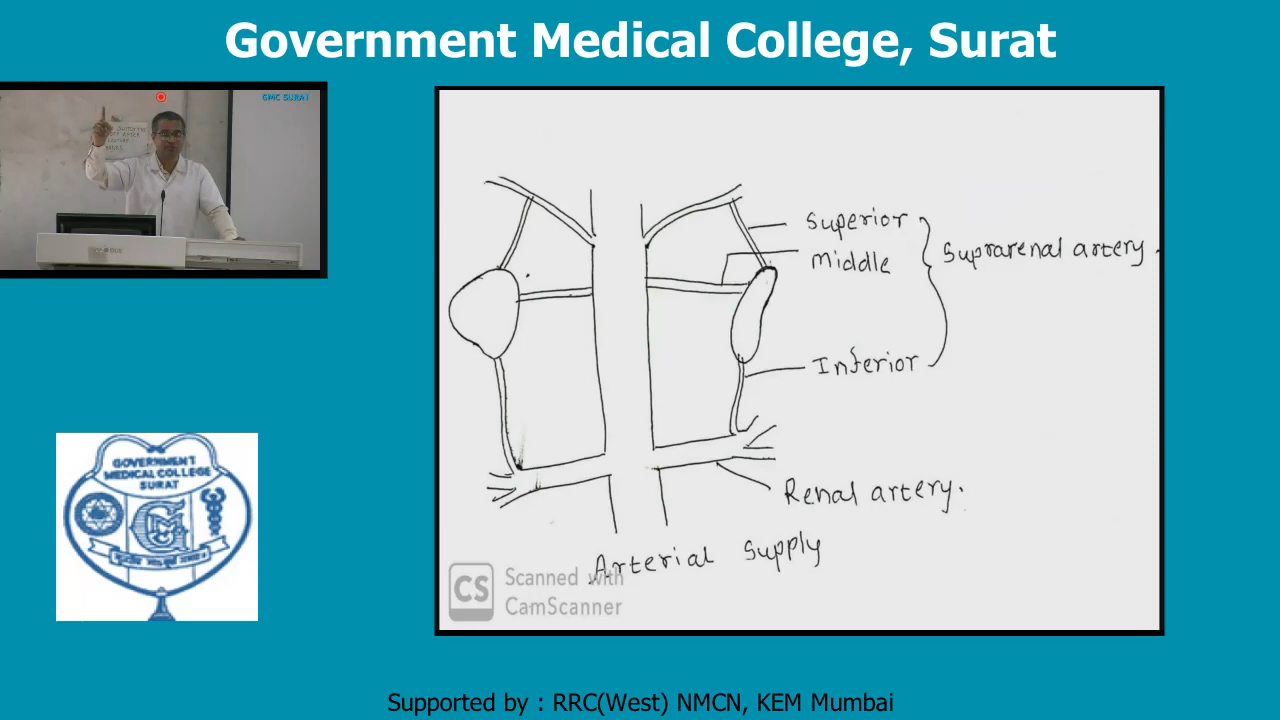 Government Medical College, Surat
GMC SURAT
Superior
Middle
Suprarenal artery
Inferior
Renal artery.
Arterial Supply
CS
Scanned with
CamScanner
GOVERNMENT
MEDICAL COLLEGE
SURAT
Supported by : RRC(West) NMCN, KEM Mumbai